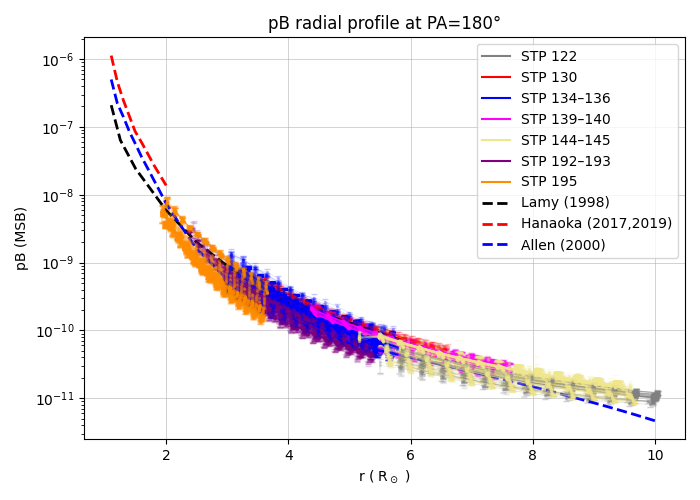 pB radial profile at PA=180°
pB (MSB)
10⁻⁶
10⁻⁷
10⁻⁸
10⁻⁹
10⁻¹⁰
10⁻¹¹
STP 122
STP 130
STP 134–136
STP 139–140
STP 144–145
STP 192–193
STP 195
Lamy (1998)
Hanaoka (2017,2019)
Allen (2000)
2 4 6 8 10
r ( R⊙ )